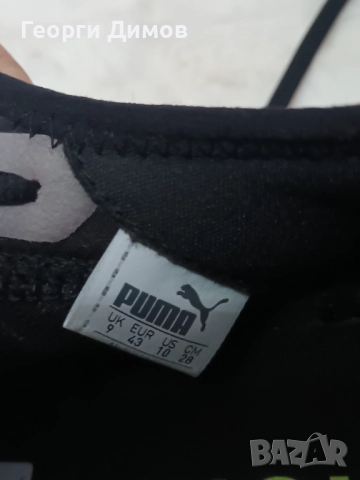 Георги Димов
PUMA
UK EUR US CM
9 43 10 28
BAZAR